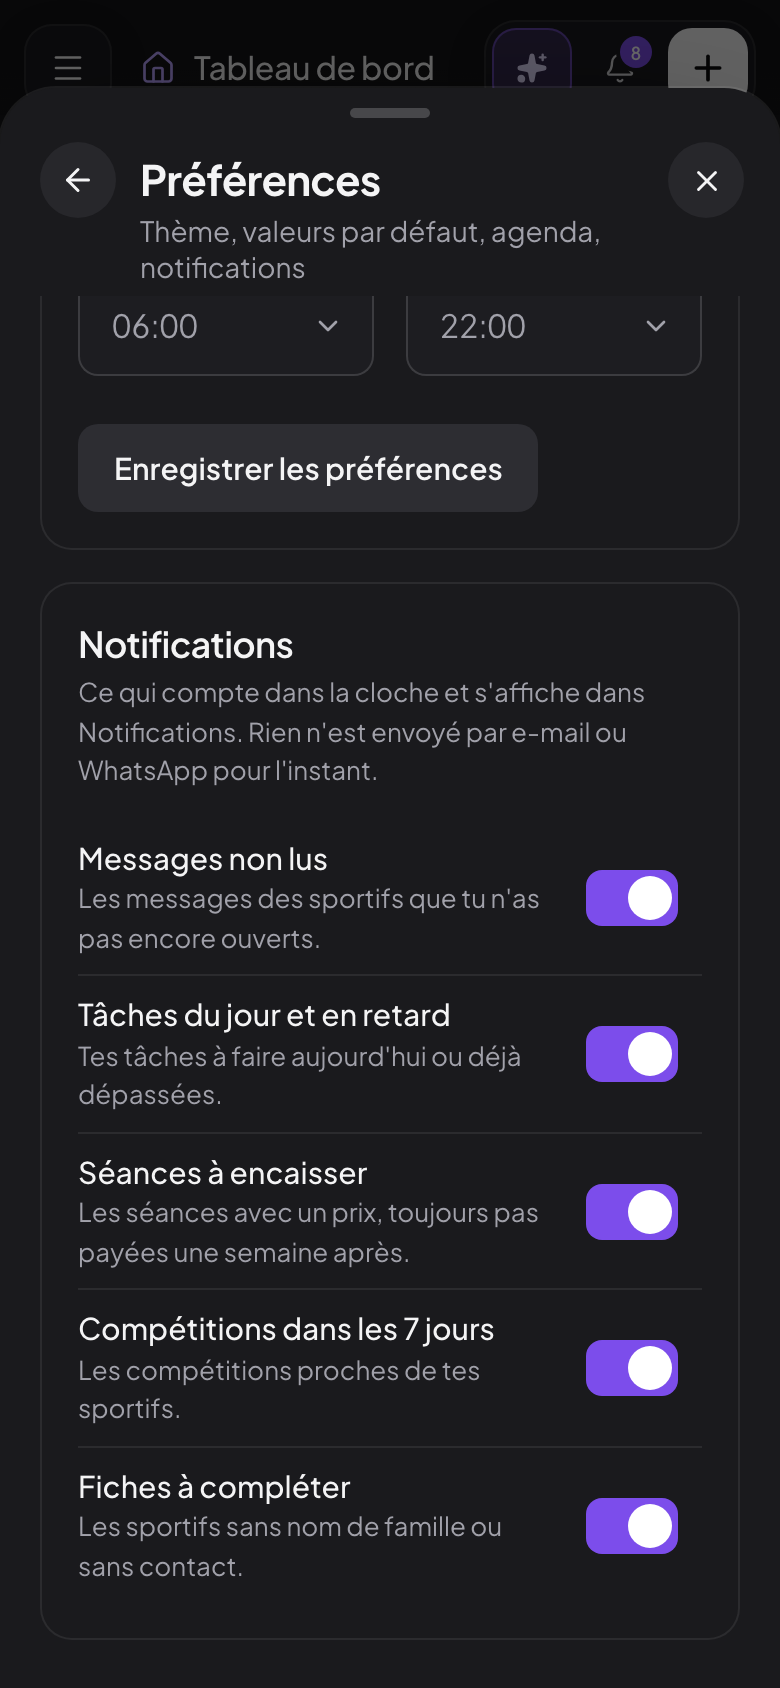 Tableau de bord
8
Préférences
Thème, valeurs par défaut, agenda,
notifications
06:00
22:00
Enregistrer les préférences
Notifications
Ce qui compte dans la cloche et s'affiche dans
Notifications. Rien n'est envoyé par e-mail ou
WhatsApp pour l'instant.
Messages non lus
Les messages des sportifs que tu n'as
pas encore ouverts.
Tâches du jour et en retard
Tes tâches à faire aujourd'hui ou déjà
dépassées.
Séances à encaisser
Les séances avec un prix, toujours pas
payées une semaine après.
Compétitions dans les 7 jours
Les compétitions proches de tes
sportifs.
Fiches à compléter
Les sportifs sans nom de famille ou
sans contact.